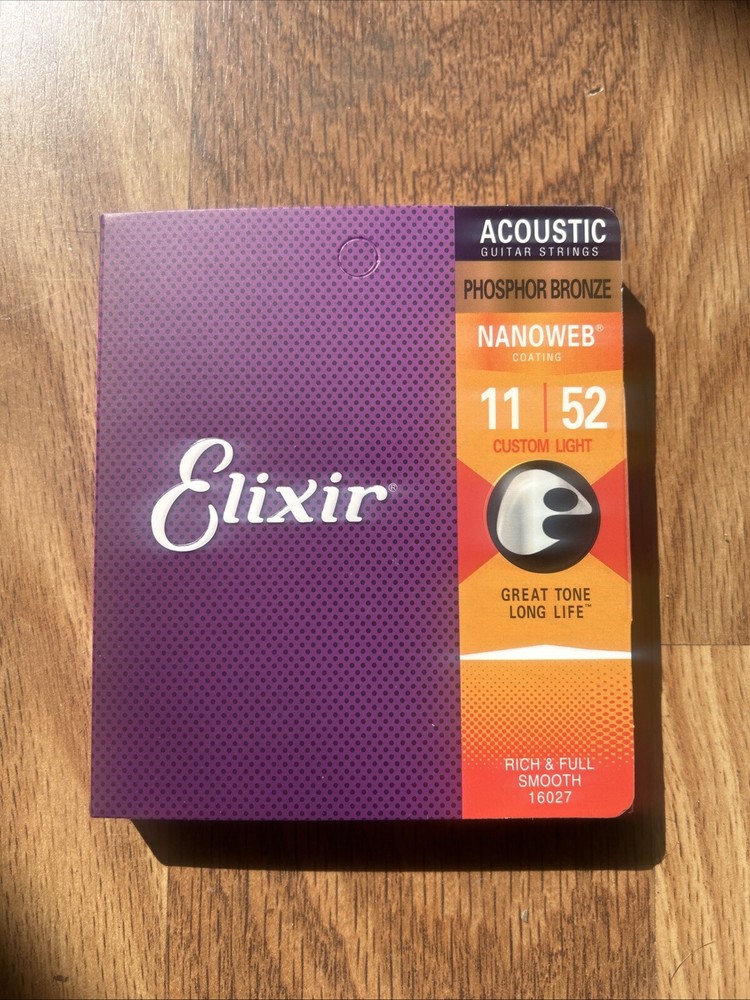 Elixir®
ACOUSTIC
GUITAR STRINGS
PHOSPHOR BRONZE
NANOWEB®
COATING
11 | 52
CUSTOM LIGHT
GREAT TONE
LONG LIFE™
RICH & FULL
SMOOTH
16027